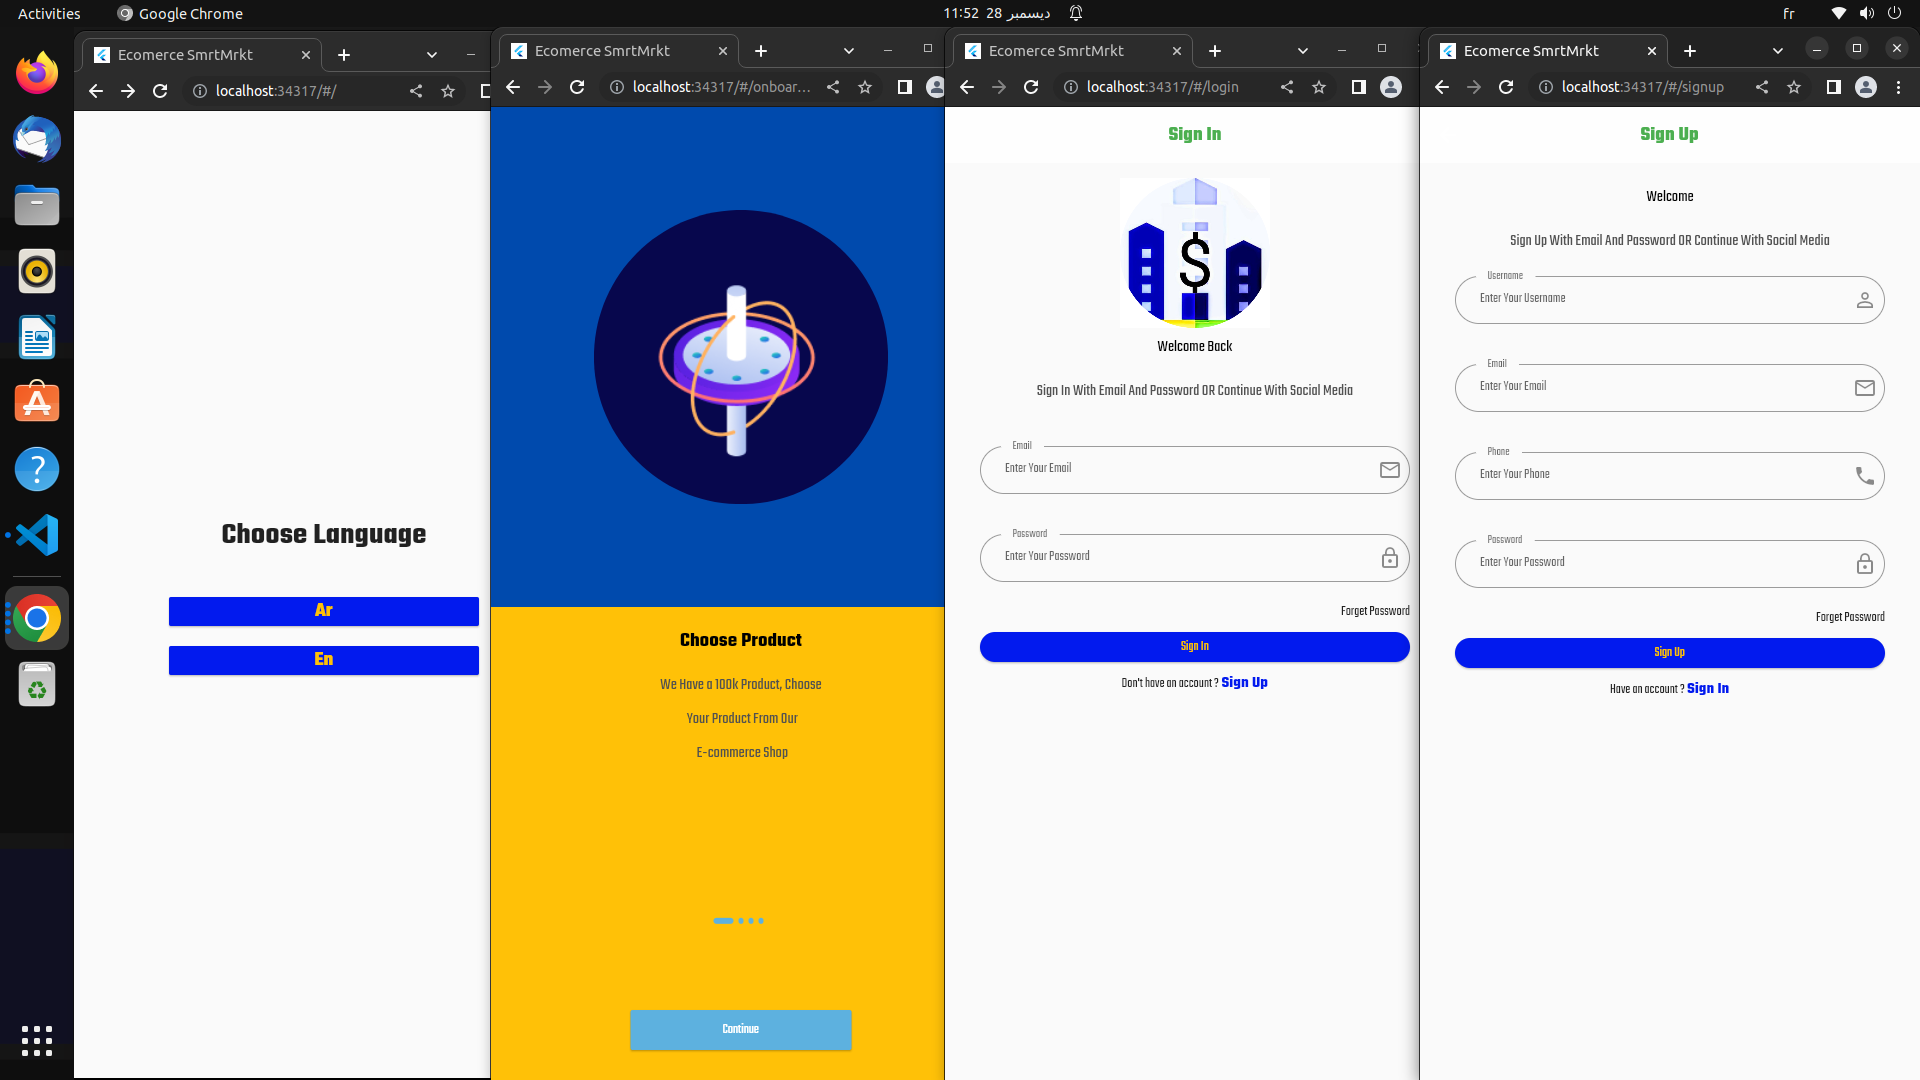 Activities
Google Chrome
11:52 28 ديسمبر
fr
Ecomerce SmrtMrkt
localhost:34317/#/
Choose Language
Ar
En
Ecomerce SmrtMrkt
localhost:34317/#/onboar...
Choose Product
We Have a 100k Product, Choose
Your Product From Our
E-commerce Shop
Continue
Ecomerce SmrtMrkt
localhost:34317/#/login
Sign In
$
Welcome Back
Sign In With Email And Password OR Continue With Social Media
Email
Enter Your Email
Password
Enter Your Password
Forget Password
Sign In
Don't have an account ? Sign Up
Ecomerce SmrtMrkt
localhost:34317/#/signup
Sign Up
Welcome
Sign Up With Email And Password OR Continue With Social Media
Username
Enter Your Username
Email
Enter Your Email
Phone
Enter Your Phone
Password
Enter Your Password
Forget Password
Sign Up
Have an account ? Sign In